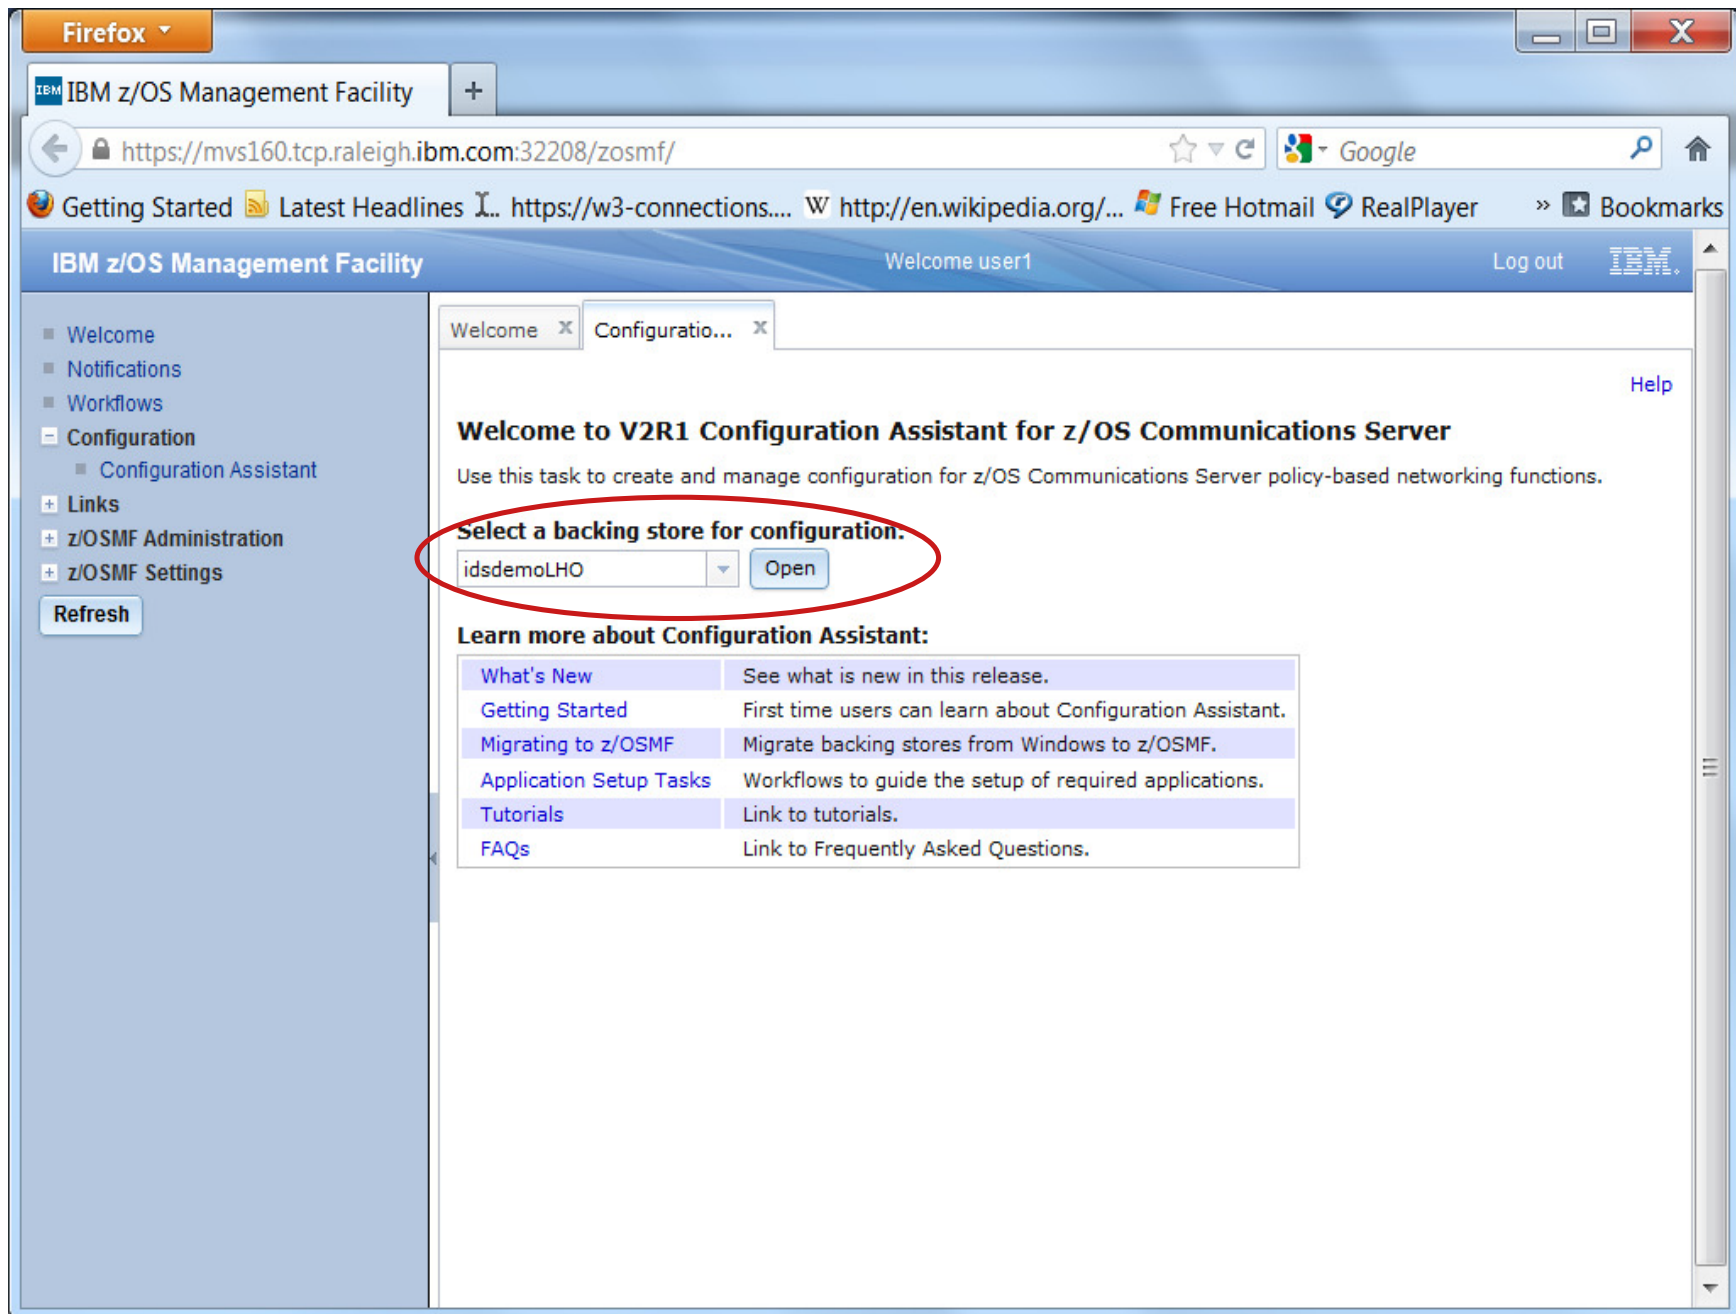 Firefox
IBM IBM z/OS Management Facility +
https://mvs160.tcp.raleigh.ibm.com:32208/zosmf/ Google
Getting Started Latest Headlines I.. https://w3-connections.... W http://en.wikipedia.org/... Free Hotmail RealPlayer » Bookmarks
IBM z/OS Management Facility Welcome user1 Log out IBM.
Welcome
Notifications
Workflows
Configuration
Configuration Assistant
Links
z/OSMF Administration
z/OSMF Settings
Refresh
Welcome x Configuratio... x
Help
Welcome to V2R1 Configuration Assistant for z/OS Communications Server
Use this task to create and manage configuration for z/OS Communications Server policy-based networking functions.
Select a backing store for configuration:
idsdemoLHO Open
Learn more about Configuration Assistant:
What's New See what is new in this release.
Getting Started First time users can learn about Configuration Assistant.
Migrating to z/OSMF Migrate backing stores from Windows to z/OSMF.
Application Setup Tasks Workflows to guide the setup of required applications.
Tutorials Link to tutorials.
FAQs Link to Frequently Asked Questions.